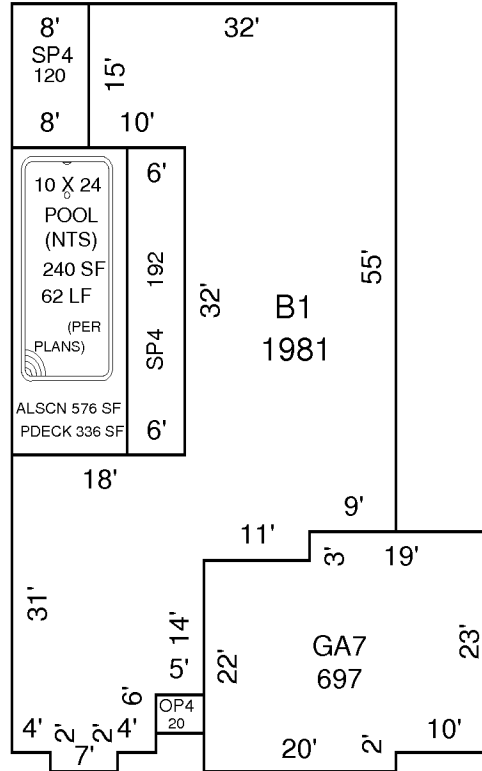 8'
32'
SP4
120
15'
8'
10'
10 X 24
6'
POOL
(NTS)
240 SF
62 LF
(PER
PLANS)
192
SP4
32'
55'
B1
1981
ALSCN 576 SF
PDECK 336 SF
6'
18'
9'
11'
3'
19'
31'
14'
22'
23'
GA7
697
5'
6'
OP4
20
4'
2'
2'
4'
7'
20'
2'
10'